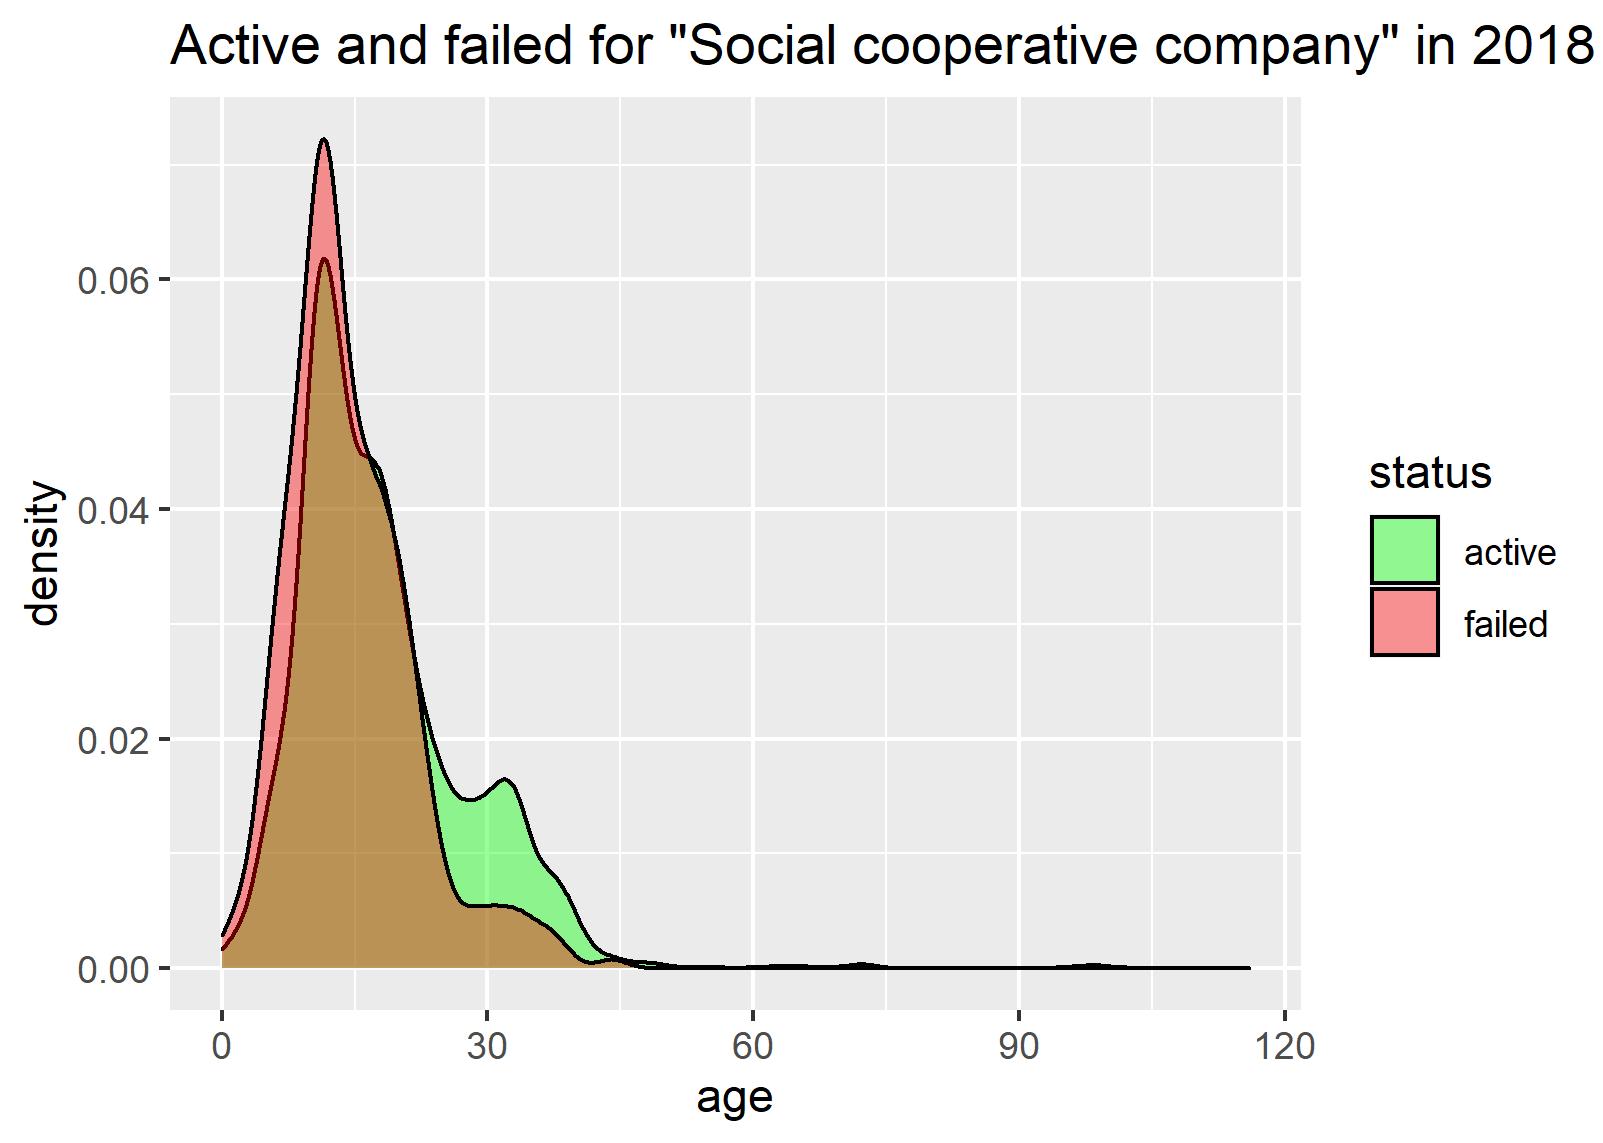 Active and failed for "Social cooperative company" in 2018
density
0.06
0.04
0.02
0.00
0 30 60 90 120
age
status
active
failed